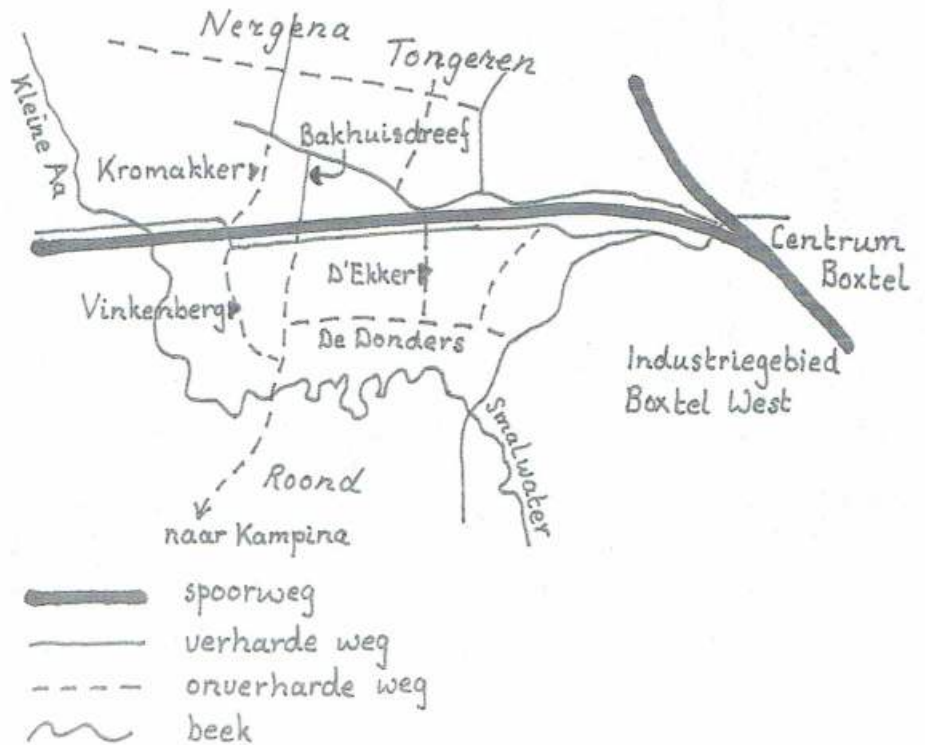 Nergena
Tongeren
Kleine Aa
Bakhuisdreef
Kromakker
Centrum
Boxtel
D'Ekker
Vinkenberg
De Donders
Industriegebied
Boxtel West
Smalwater
Roond
naar Kampina
spoorweg
verharde weg
onverharde weg
beek